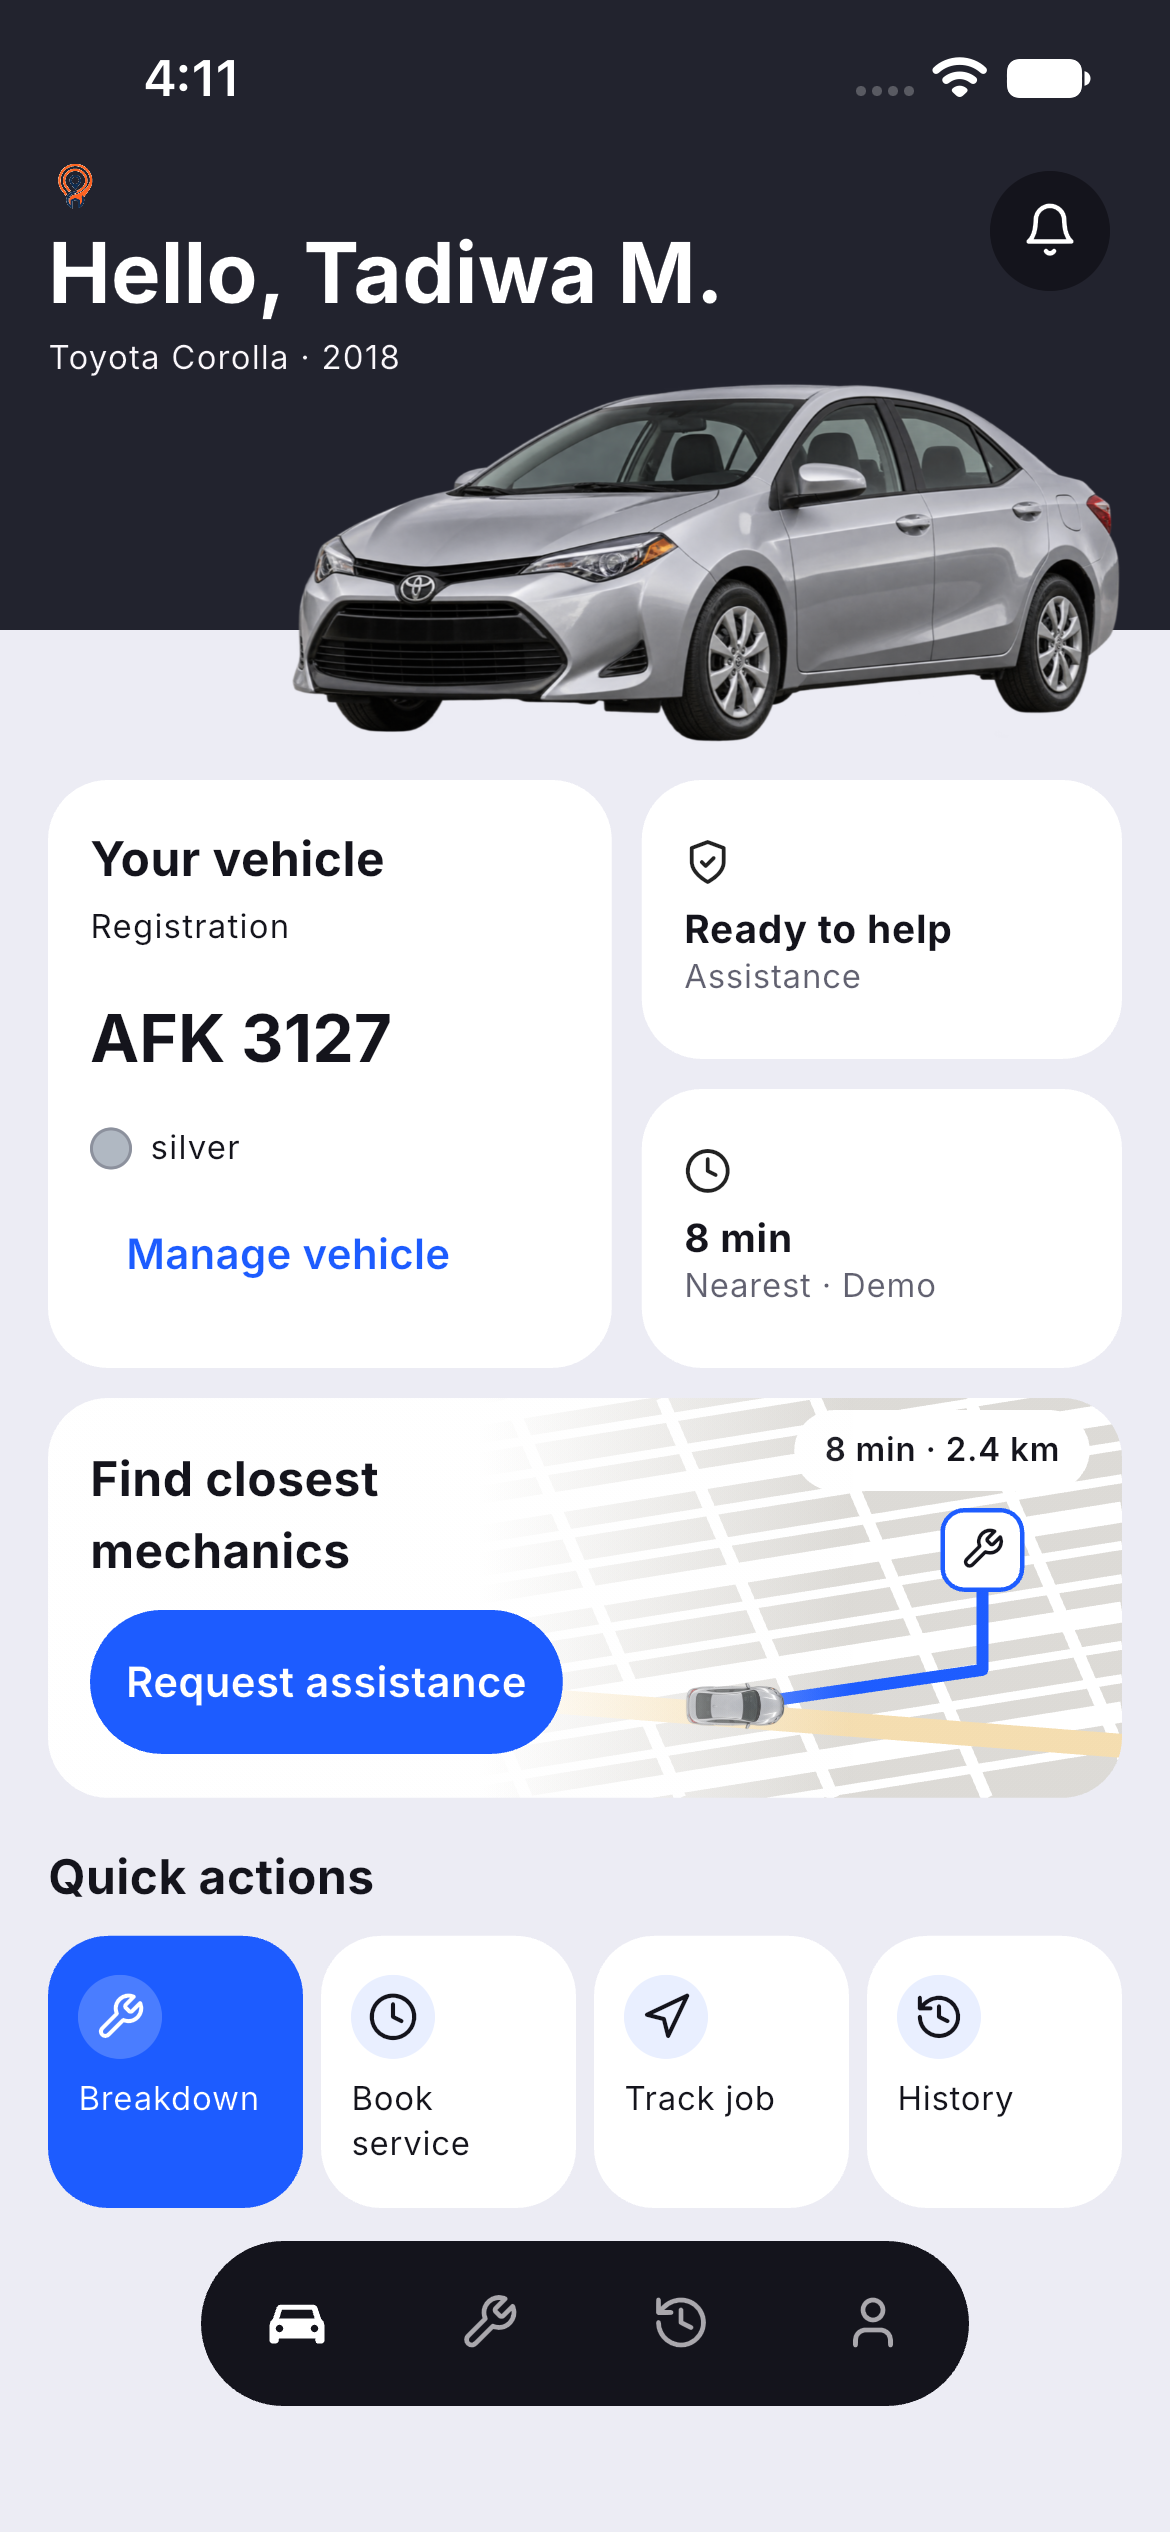 4:11
Hello, Tadiwa M.
Toyota Corolla · 2018
Your vehicle
Registration
AFK 3127
silver
Manage vehicle
Ready to help
Assistance
8 min
Nearest · Demo
Find closest
mechanics
Request assistance
8 min · 2.4 km
Quick actions
Breakdown
Book
service
Track job
History